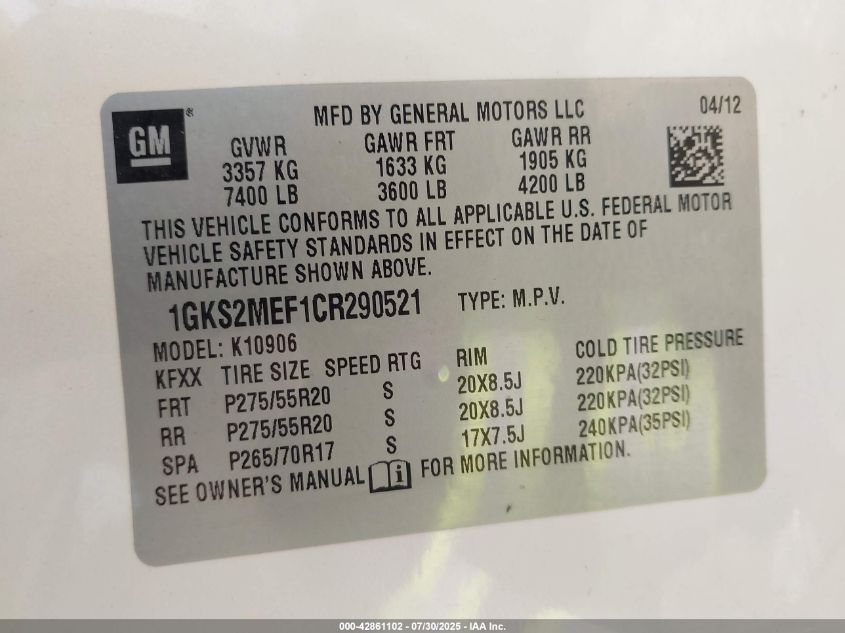 GM®
MFD BY GENERAL MOTORS LLC 04/12
GVWR GAWR FRT GAWR RR
3357 KG 1633 KG 1905 KG
7400 LB 3600 LB 4200 LB
THIS VEHICLE CONFORMS TO ALL APPLICABLE U.S. FEDERAL MOTOR
VEHICLE SAFETY STANDARDS IN EFFECT ON THE DATE OF
MANUFACTURE SHOWN ABOVE.
1GKS2MEF1CR290521 TYPE: M.P.V.
MODEL: K10906
KFXX TIRE SIZE SPEED RTG RIM COLD TIRE PRESSURE
FRT P275/55R20 S 20X8.5J 220KPA(32PSI)
RR P275/55R20 S 20X8.5J 220KPA(32PSI)
SPA P265/70R17 S 17X7.5J 240KPA(35PSI)
SEE OWNER'S MANUAL FOR MORE INFORMATION.
000-42861102 - 07/30/2025 - IAA Inc.